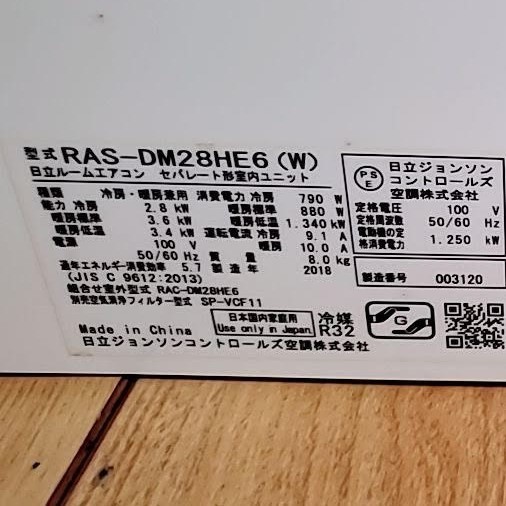 型式 RAS-DM28HE6 (W)
日立ルームエアコン セパレート形室内ユニット
種類 冷房・暖房兼用 消費電力 冷房 790 W
能力 冷房 2.8 kW 暖房標準 880 W
暖房標準 3.6 kW 暖房低温 1.340 kW
暖房低温 3.4 kW 運転電流 冷房 9.1 A
電源 100 V 暖房 10.0 A
50/60 Hz 質量 8.0 kg
通年エネルギー消費効率 5.7 製造年 2018
(JIS C 9612:2013)
組合せ室外型式 RAC-DM28HE6
別売空気清浄フィルター型式 SP-VCF11
日本国内家庭用
Use only in Japan
冷媒
R32
Made in China
日立ジョンソンコントロールズ空調株式会社
PS
E
日立ジョンソン
コントロールズ
空調株式会社
定格電圧 100 V
定格周波数 50/60 Hz
電動機の定
格消費電力 1.250 kW
製造番号 003120
G